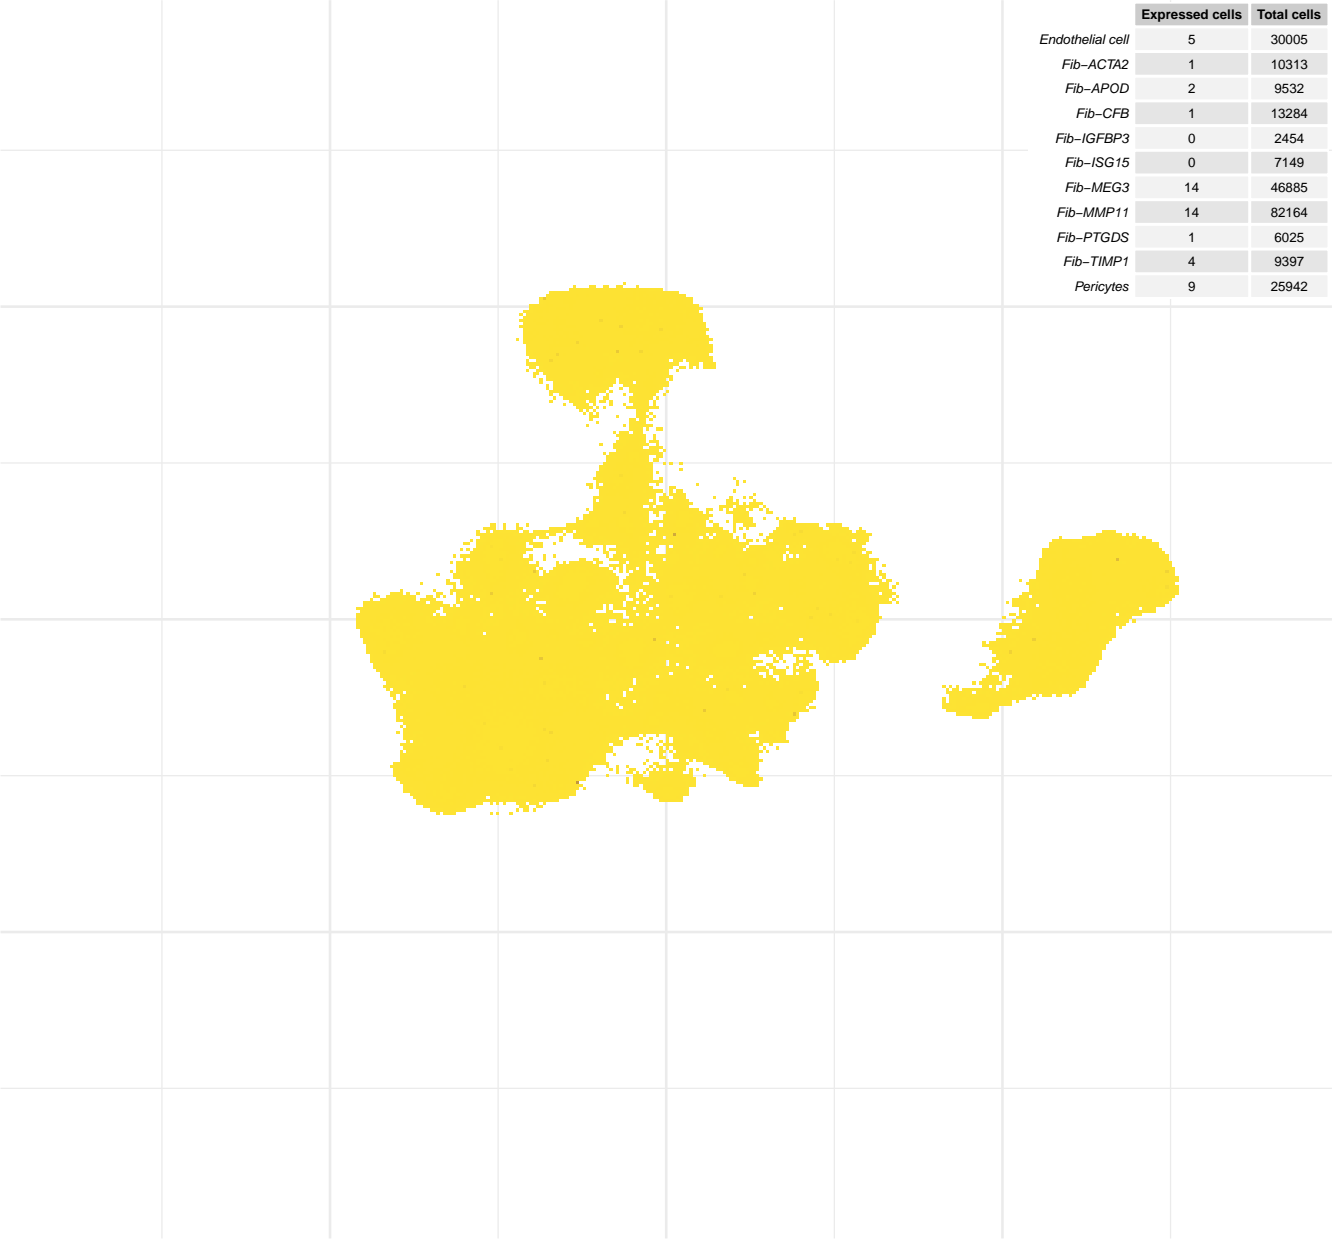 Expressed cells Total cells
Endothelial cell 5 30005
Fib−ACTA2 1 10313
Fib−APOD 2 9532
Fib−CFB 1 13284
Fib−IGFBP3 0 2454
Fib−ISG15 0 7149
Fib−MEG3 14 46885
Fib−MMP11 14 82164
Fib−PTGDS 1 6025
Fib−TIMP1 4 9397
Pericytes 9 25942